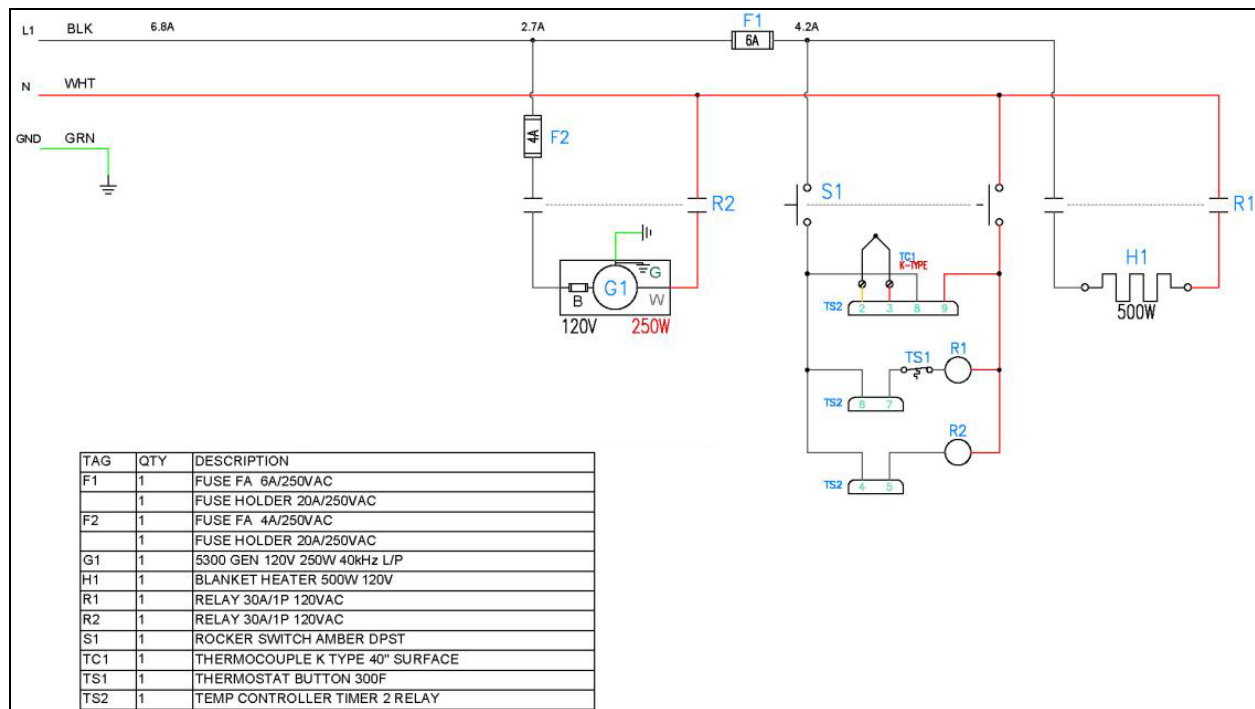 L1 BLK 6.8A 2.7A F1 4.2A
6A
N WHT
GND GRN
4A F2
S1 R2 R1
TC1
K-TYPE
H1
G
G1
B W
TS2 2 3 8 9
120V 250W 500W
TS1 R1
TS2 6 7
R2
TS2 4 5
TAG QTY DESCRIPTION
F1 1 FUSE FA 6A/250VAC
1 FUSE HOLDER 20A/250VAC
F2 1 FUSE FA 4A/250VAC
1 FUSE HOLDER 20A/250VAC
G1 1 5300 GEN 120V 250W 40kHz L/P
H1 1 BLANKET HEATER 500W 120V
R1 1 RELAY 30A/1P 120VAC
R2 1 RELAY 30A/1P 120VAC
S1 1 ROCKER SWITCH AMBER DPST
TC1 1 THERMOCOUPLE K TYPE 40" SURFACE
TS1 1 THERMOSTAT BUTTON 300F
TS2 1 TEMP CONTROLLER TIMER 2 RELAY